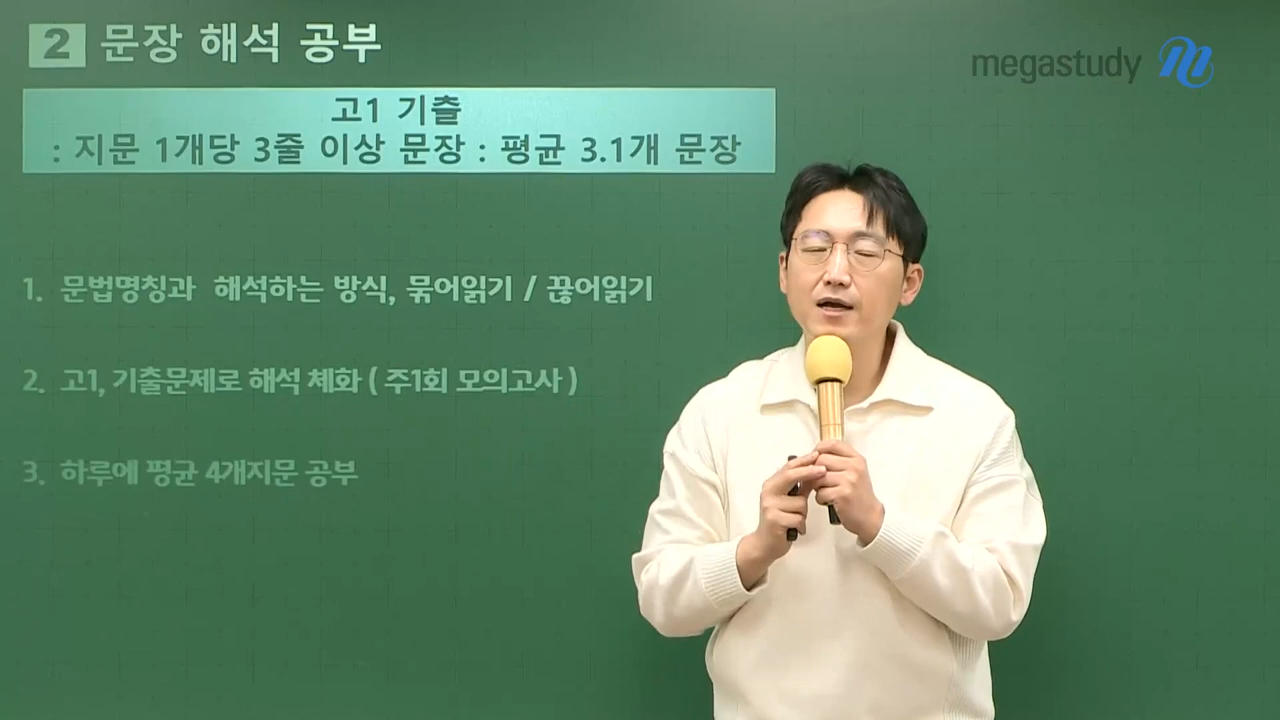 2 문장 해석 공부
megastudy
고1 기출
: 지문 1개당 3줄 이상 문장 : 평균 3.1개 문장
1. 문법명칭과 해석하는 방식, 묶어읽기 / 끊어읽기
2. 고1, 기출문제로 해석 체화 ( 주1회 모의고사 )
3. 하루에 평균 4개지문 공부